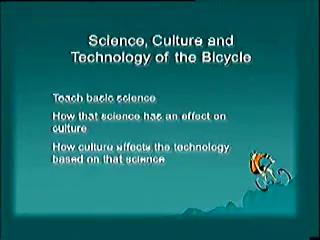 Science, Culture and
Technology of the Bicycle
Teach basic science
How that science has an effect on
culture
How culture affects the technology
based on that science